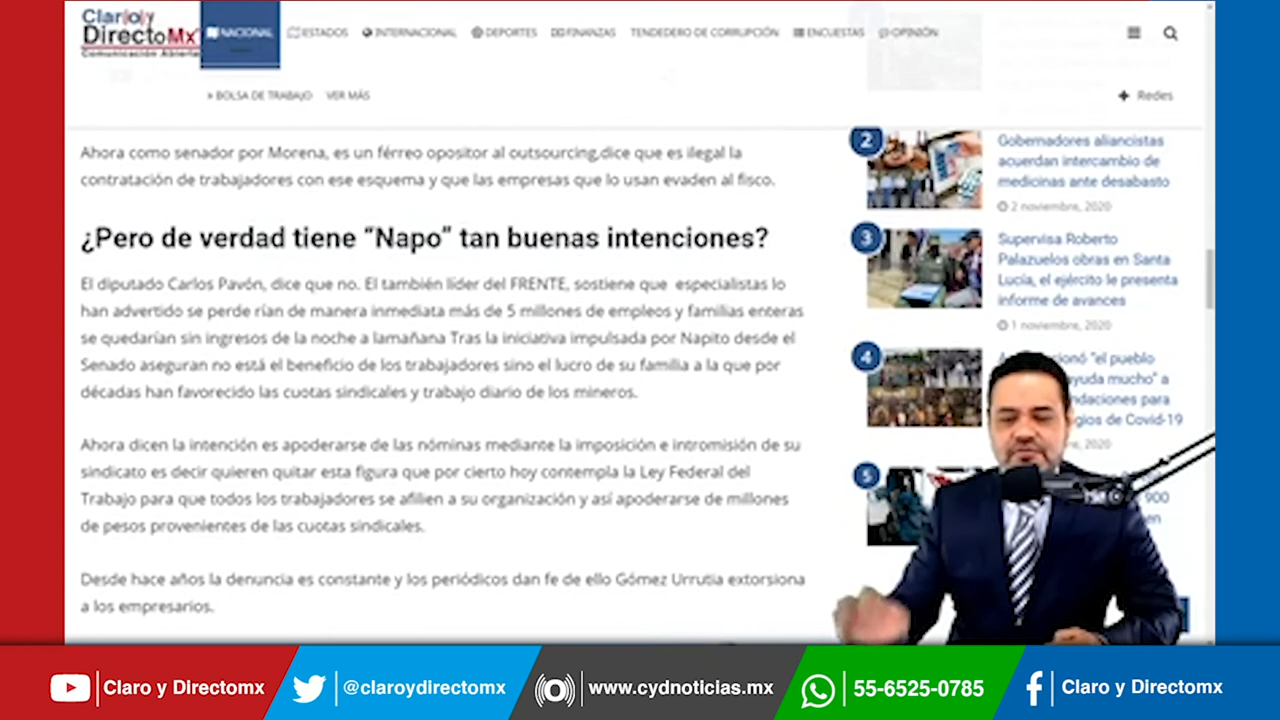 Claro y
DirectoMx
Comunicación Abierta
NACIONAL
ESTADOS
INTERNACIONAL
DEPORTES
FINANZAS
TENDEDERO DE CORRUPCIÓN
ENCUESTAS
OPINIÓN
» BOLSA DE TRABAJO
VER MÁS
+ Redes
Ahora como senador por Morena, es un férreo opositor al outsourcing,dice que es ilegal la
contratación de trabajadores con ese esquema y que las empresas que lo usan evaden al fisco.
¿Pero de verdad tiene “Napo” tan buenas intenciones?
El diputado Carlos Pavón, dice que no. El también líder del FRENTE, sostiene que especialistas lo
han advertido se perde rían de manera inmediata más de 5 millones de empleos y familias enteras
se quedarían sin ingresos de la noche a lamañana Tras la iniciativa impulsada por Napito desde el
Senado aseguran no está el beneficio de los trabajadores sino el lucro de su familia a la que por
décadas han favorecido las cuotas sindicales y trabajo diario de los mineros.
Ahora dicen la intención es apoderarse de las nóminas mediante la imposición e intromisión de su
sindicato es decir quieren quitar esta figura que por cierto hoy contempla la Ley Federal del
Trabajo para que todos los trabajadores se afilien a su organización y así apoderarse de millones
de pesos provenientes de las cuotas sindicales.
Desde hace años la denuncia es constante y los periódicos dan fe de ello Gómez Urrutia extorsiona
a los empresarios.
2
Gobernadores aliancistas
acuerdan intercambio de
medicinas ante desabasto
2 noviembre, 2020
3
Supervisa Roberto
Palazuelos obras en Santa
Lucía, el ejército le presenta
informe de avances
1 noviembre, 2020
4
"el pueblo
ayuda mucho" a
para
de Covid-19
2020
5
900
en
Claro y Directomx
@claroydirectomx
www.cydnoticias.mx
55-6525-0785
Claro y Directomx